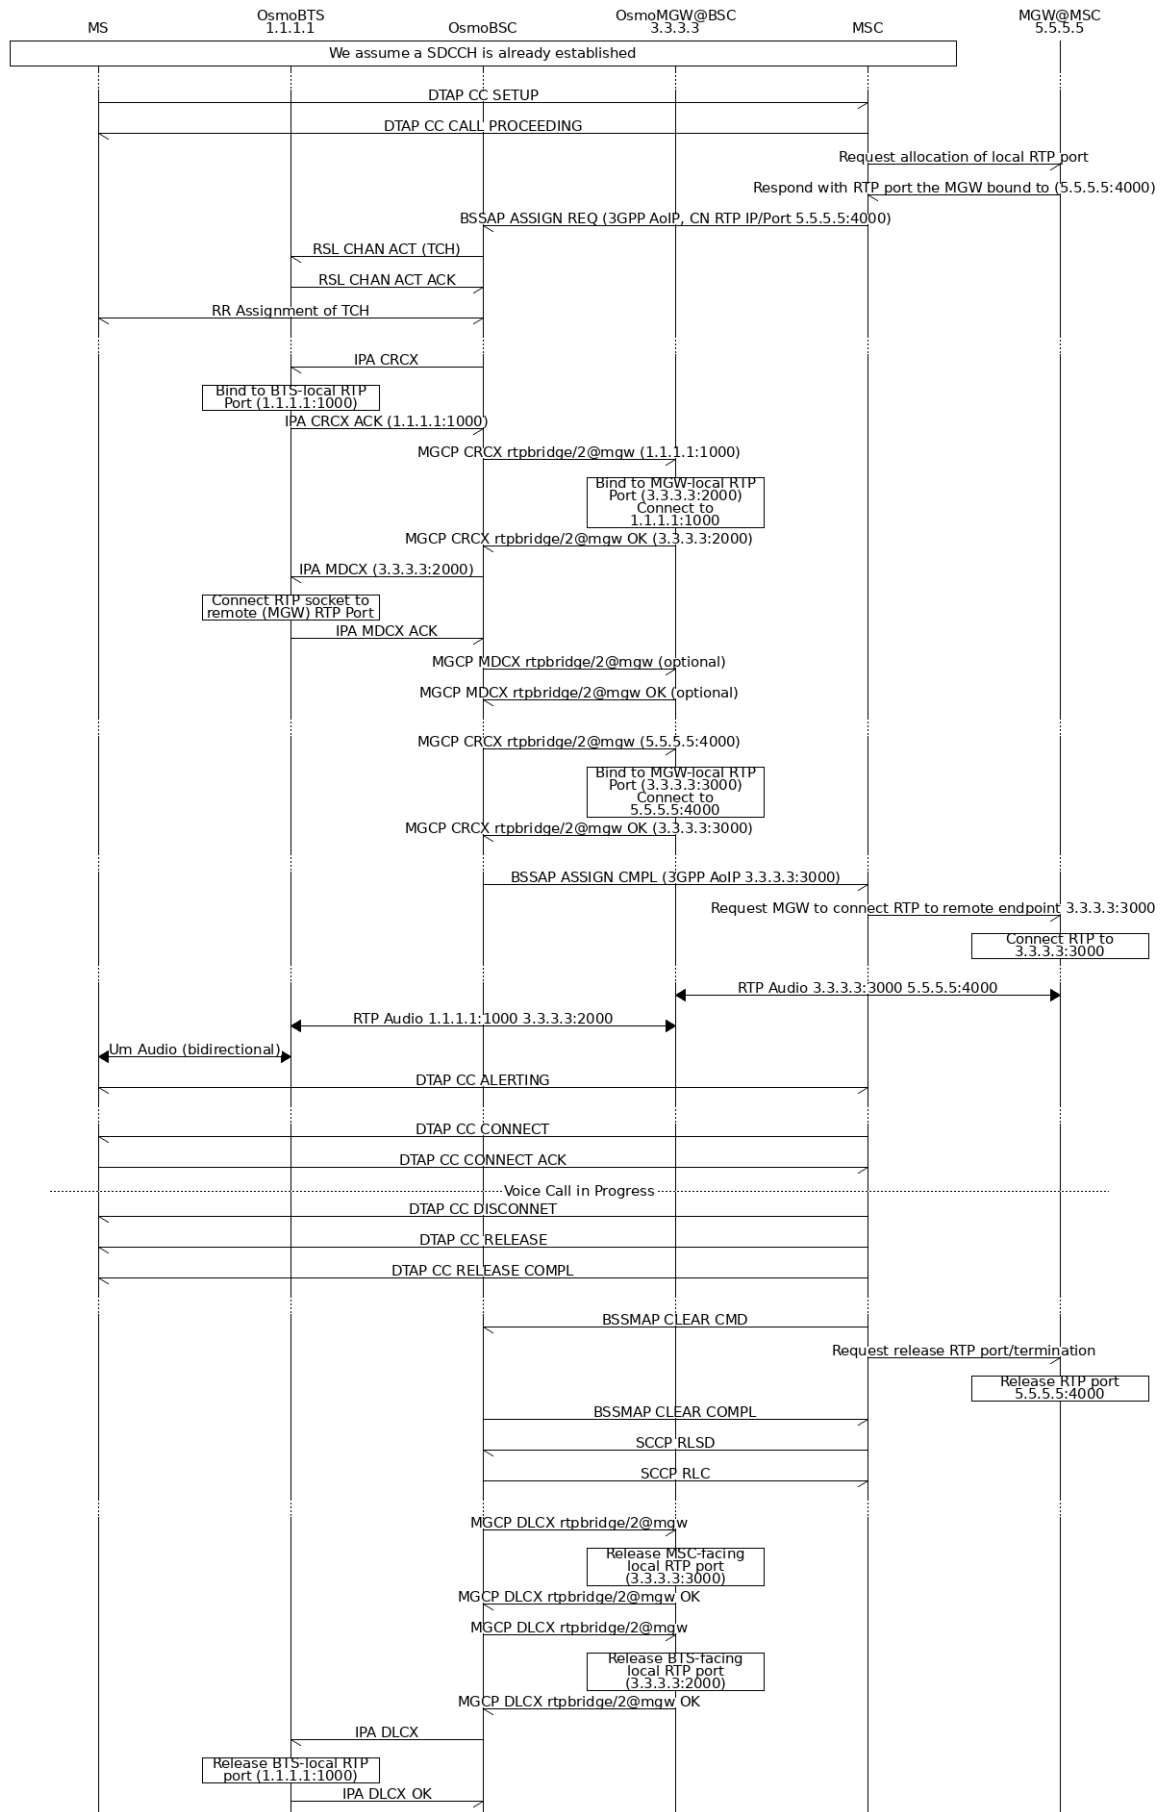 OsmoBTS
OsmoMGW@BSC
MGW@MSC
MS
1.1.1.1
OsmoBSC
3.3.3.3
MSC
5.5.5.5
We assume a SDCCH is already established
DTAP CC SETUP
DTAP CC CALL PROCEEDING
Request allocation of local RTP port
Respond with RTP port the MGW bound to (5.5.5.5:4000)
BSSAP ASSIGN REQ (3GPP AoIP, CN RTP IP/Port 5.5.5.5:4000)
RSL CHAN ACT (TCH)
RSL CHAN ACT ACK
RR Assignment of TCH
IPA CRCX
Bind to BTS-local RTP
Port (1.1.1.1:1000)
IPA CRCX ACK (1.1.1.1:1000)
MGCP CRCX rtpbridge/2@mgw (1.1.1.1:1000)
Bind to MGW-local RTP
Port (3.3.3.3:2000)
Connect to
1.1.1.1:1000
MGCP CRCX rtpbridge/2@mgw OK (3.3.3.3:2000)
IPA MDCX (3.3.3.3:2000)
Connect RTP socket to
remote (MGW) RTP Port
IPA MDCX ACK
MGCP MDCX rtpbridge/2@mgw (optional)
MGCP MDCX rtpbridge/2@mgw OK (optional)
MGCP CRCX rtpbridge/2@mgw (5.5.5.5:4000)
Bind to MGW-local RTP
Port (3.3.3.3:3000)
Connect to
5.5.5.5:4000
MGCP CRCX rtpbridge/2@mgw OK (3.3.3.3:3000)
BSSAP ASSIGN CMPL (3GPP AoIP 3.3.3.3:3000)
Request MGW to connect RTP to remote endpoint 3.3.3.3:3000
Connect RTP to
3.3.3.3:3000
RTP Audio 3.3.3.3:3000 5.5.5.5:4000
RTP Audio 1.1.1.1:1000 3.3.3.3:2000
Um Audio (bidirectional)
DTAP CC ALERTING
DTAP CC CONNECT
DTAP CC CONNECT ACK
Voice Call in Progress
DTAP CC DISCONNET
DTAP CC RELEASE
DTAP CC RELEASE COMPL
BSSMAP CLEAR CMD
Request release RTP port/termination
Release RTP port
5.5.5.5:4000
BSSMAP CLEAR COMPL
SCCP RLSD
SCCP RLC
MGCP DLCX rtpbridge/2@mgw
Release MSC-facing
local RTP port
(3.3.3.3:3000)
MGCP DLCX rtpbridge/2@mgw OK
MGCP DLCX rtpbridge/2@mgw
Release BTS-facing
local RTP port
(3.3.3.3:2000)
MGCP DLCX rtpbridge/2@mgw OK
IPA DLCX
Release BTS-local RTP
port (1.1.1.1:1000)
IPA DLCX OK